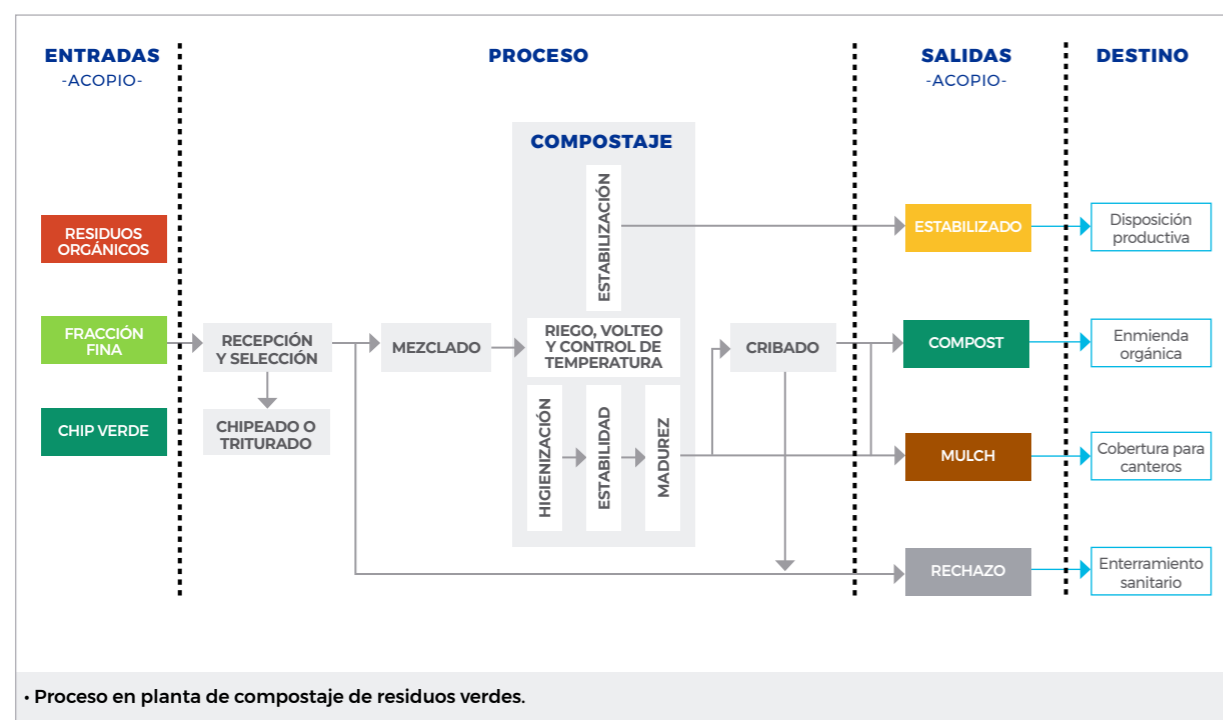 ENTRADAS
-ACOPIO-
PROCESO
SALIDAS
-ACOPIO-
DESTINO
RESIDUOS
ORGÁNICOS
FRACCIÓN
FINA
CHIP VERDE
RECEPCIÓN
Y SELECCIÓN
CHIPEADO O
TRITURADO
MEZCLADO
COMPOSTAJE
ESTABILIZACIÓN
RIEGO, VOLTEO
Y CONTROL DE
TEMPERATURA
HIGIENIZACIÓN
ESTABILIDAD
MADUREZ
CRIBADO
ESTABILIZADO
COMPOST
MULCH
RECHAZO
Disposición
productiva
Enmienda
orgánica
Cobertura para
canteros
Enterramiento
sanitario
• Proceso en planta de compostaje de residuos verdes.